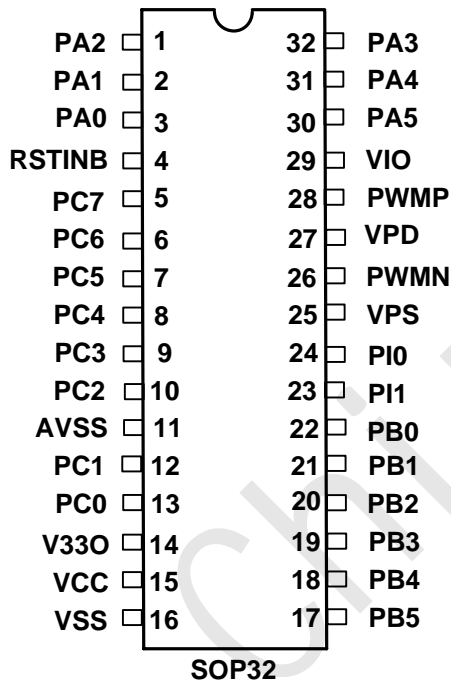 PA2 1 32 PA3
PA1 2 31 PA4
PA0 3 30 PA5
RSTINB 4 29 VIO
PC7 5 28 PWMP
PC6 6 27 VPD
PC5 7 26 PWMN
PC4 8 25 VPS
PC3 9 24 PI0
PC2 10 23 PI1
AVSS 11 22 PB0
PC1 12 21 PB1
PC0 13 20 PB2
V33O 14 19 PB3
VCC 15 18 PB4
VSS 16 17 PB5
SOP32
Chi